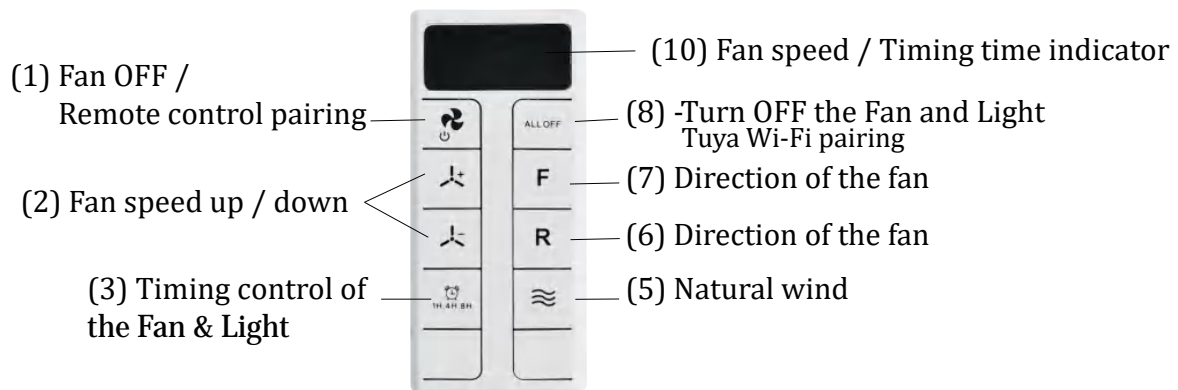 (10) Fan speed / Timing time indicator
(1) Fan OFF /
Remote control pairing
ALL OFF
(8) -Turn OFF the Fan and Light
Tuya Wi-Fi pairing
F
(7) Direction of the fan
(2) Fan speed up / down
R
(6) Direction of the fan
(3) Timing control of
the Fan & Light
1H 4H 8H
(5) Natural wind